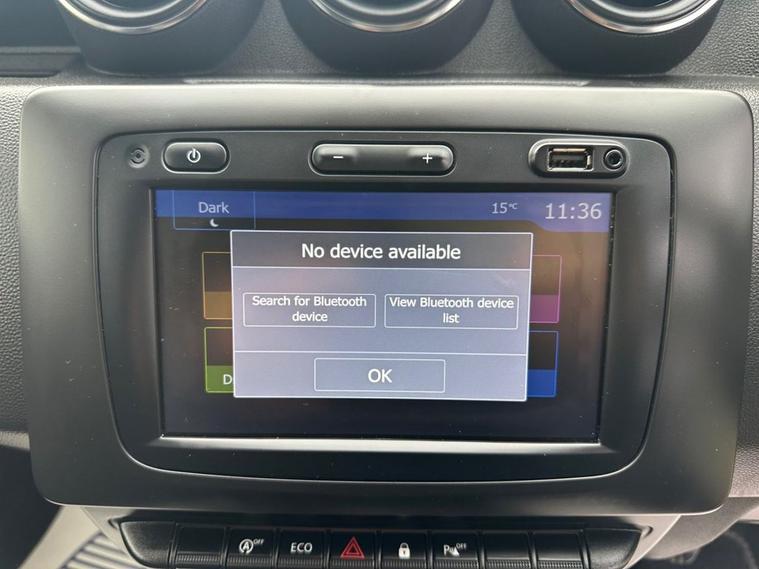 Dark
15°C
11:36
No device available
Search for Bluetooth
device
View Bluetooth device
list
D
OK
OFF
ECO
OFF